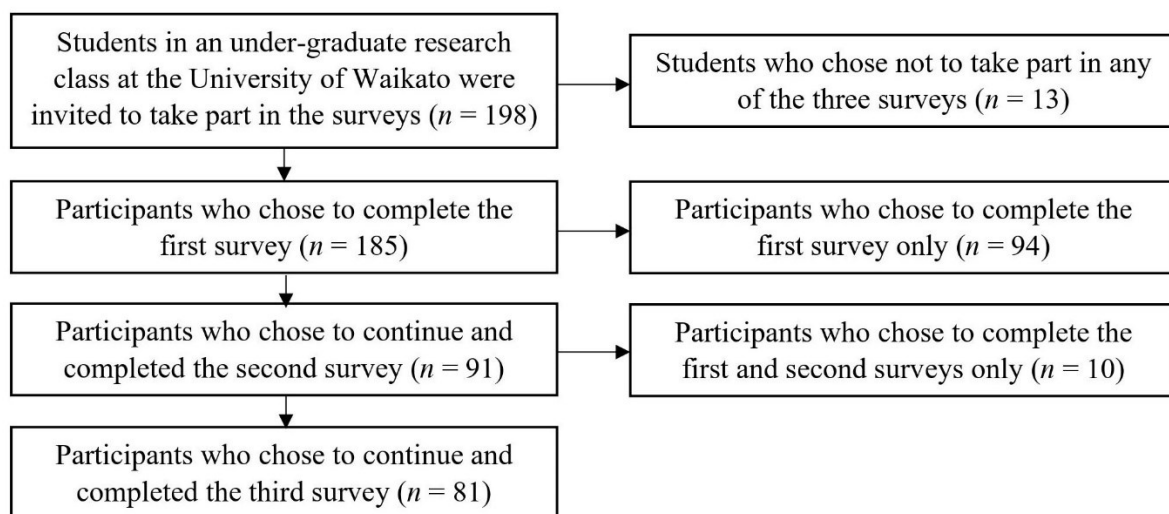 Students in an under-graduate research
class at the University of Waikato were
invited to take part in the surveys (n = 198)
Students who chose not to take part in any
of the three surveys (n = 13)
Participants who chose to complete the
first survey (n = 185)
Participants who chose to complete the
first survey only (n = 94)
Participants who chose to continue and
completed the second survey (n = 91)
Participants who chose to complete the
first and second surveys only (n = 10)
Participants who chose to continue and
completed the third survey (n = 81)